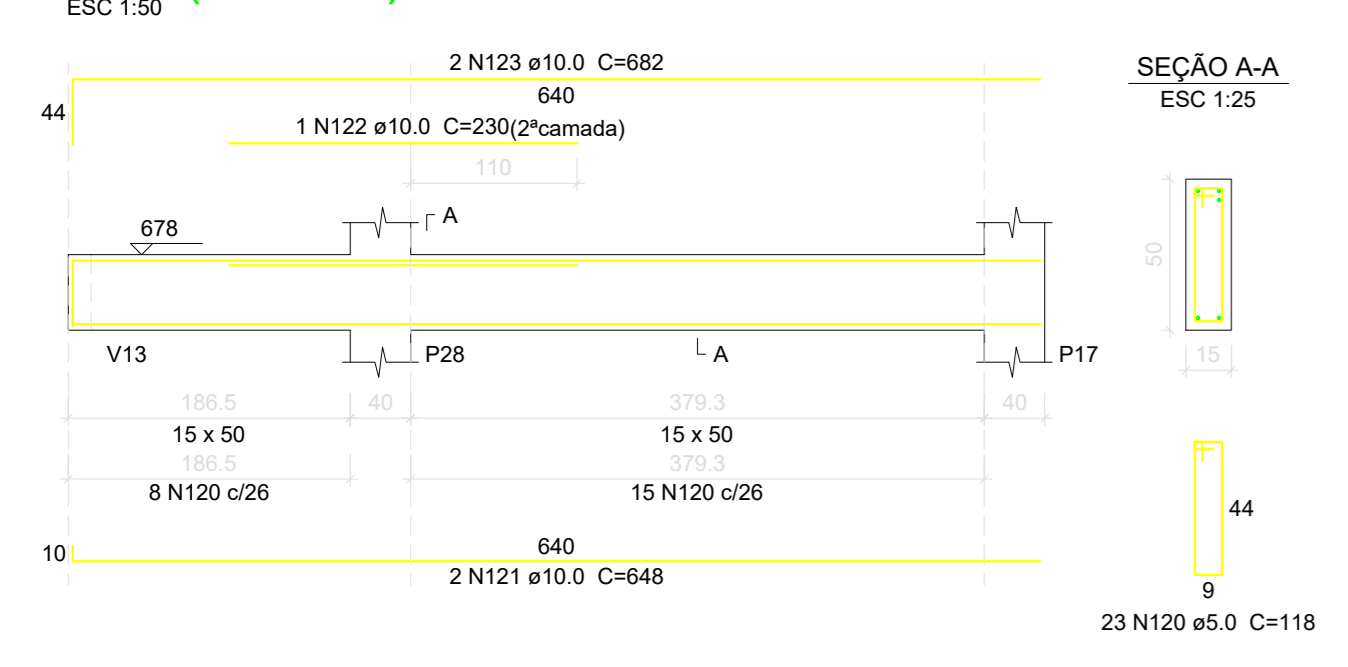 ESC 1:50
2 N123 ø10.0 C=682
640
44
1 N122 ø10.0 C=230(2ªcamada)
110
A
678
V13
P28
A
P17
186.5
40
379.3
40
15 x 50
15 x 50
186.5
379.3
8 N120 c/26
15 N120 c/26
10
640
2 N121 ø10.0 C=648
SEÇÃO A-A
ESC 1:25
50
15
44
9
23 N120 ø5.0 C=118